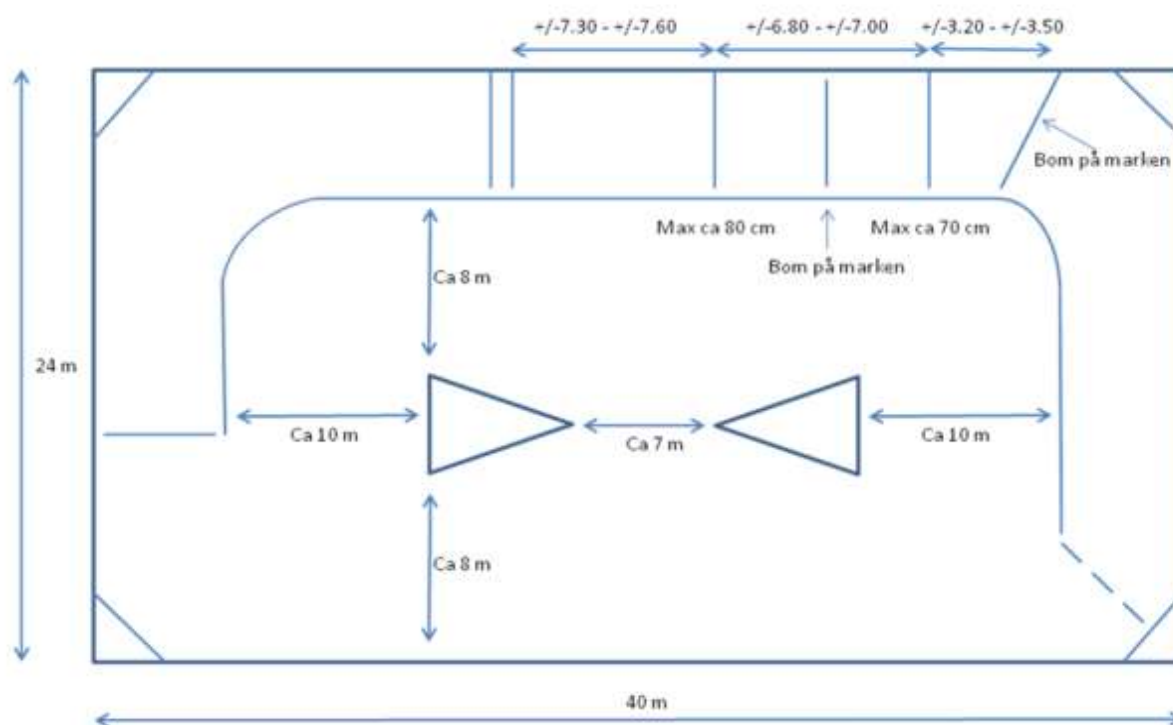 +/-7.30 - +/-7.60
+/-6.80 - +/-7.00
+/-3.20 - +/-3.50
Bom på marken
Max ca 80 cm
Max ca 70 cm
Bom på marken
Ca 8 m
24 m
Ca 10 m
Ca 7 m
Ca 10 m
Ca 8 m
40 m